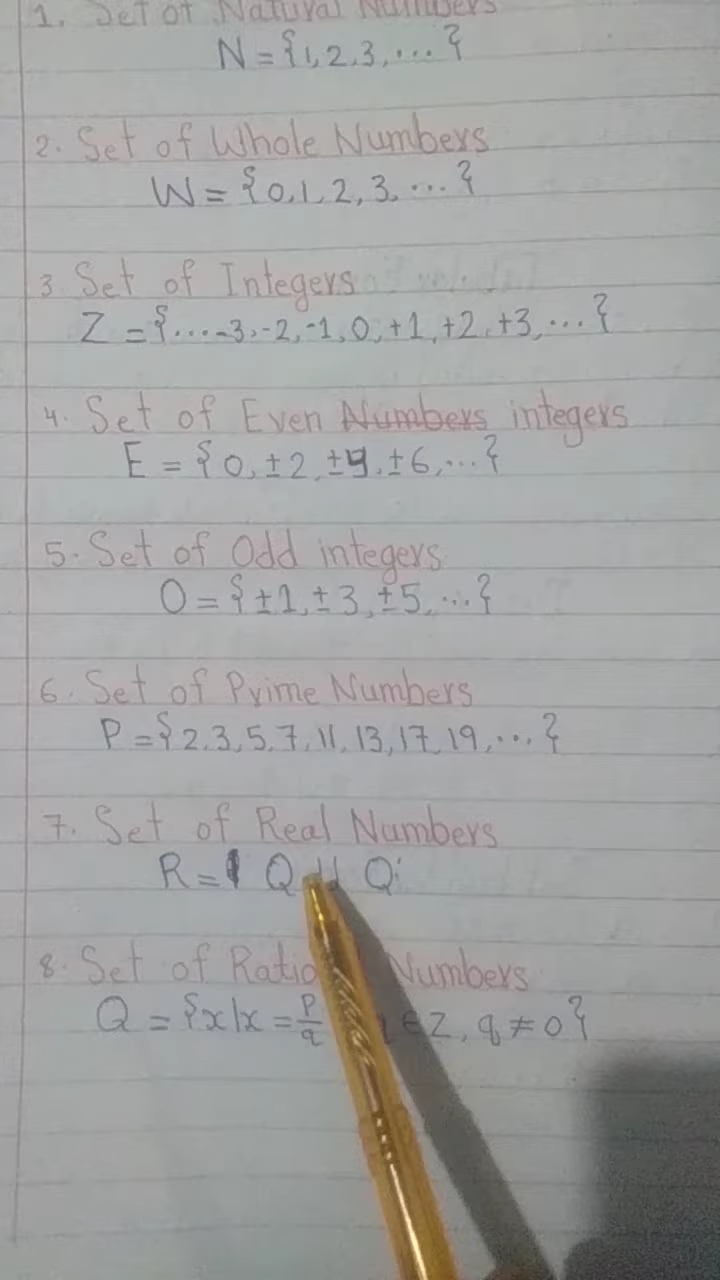 1. Set of Natural Numbers
N = {1, 2, 3, ... }
2. Set of Whole Numbers
W = {0, 1, 2, 3, ... }
3 Set of Integers
Z = {... -3, -2, -1, 0, +1, +2, +3, ... }
4. Set of Even Numbers integers
E = {0, ±2, ±4, ±6, ... }
5. Set of Odd integers
O = {±1, ±3, ±5, ... }
6. Set of Prime Numbers
P = {2, 3, 5, 7, 11, 13, 17, 19, ... }
7. Set of Real Numbers
R = Q U Q'
8. Set of Ratio Numbers
Q = {x/x = p/q ∈ Z, q ≠ 0}